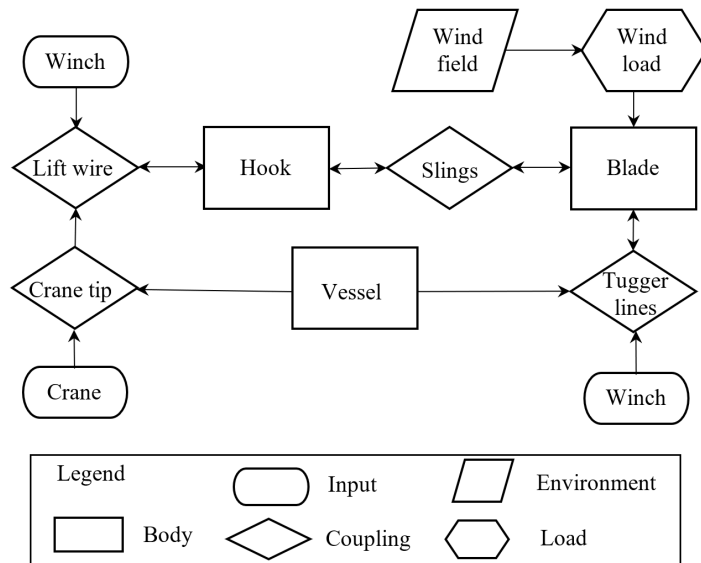 Winch
Wind
field
Wind
load
Lift wire
Hook
Slings
Blade
Crane tip
Vessel
Tugger
lines
Crane
Winch
Legend
Input
Environment
Body
Coupling
Load